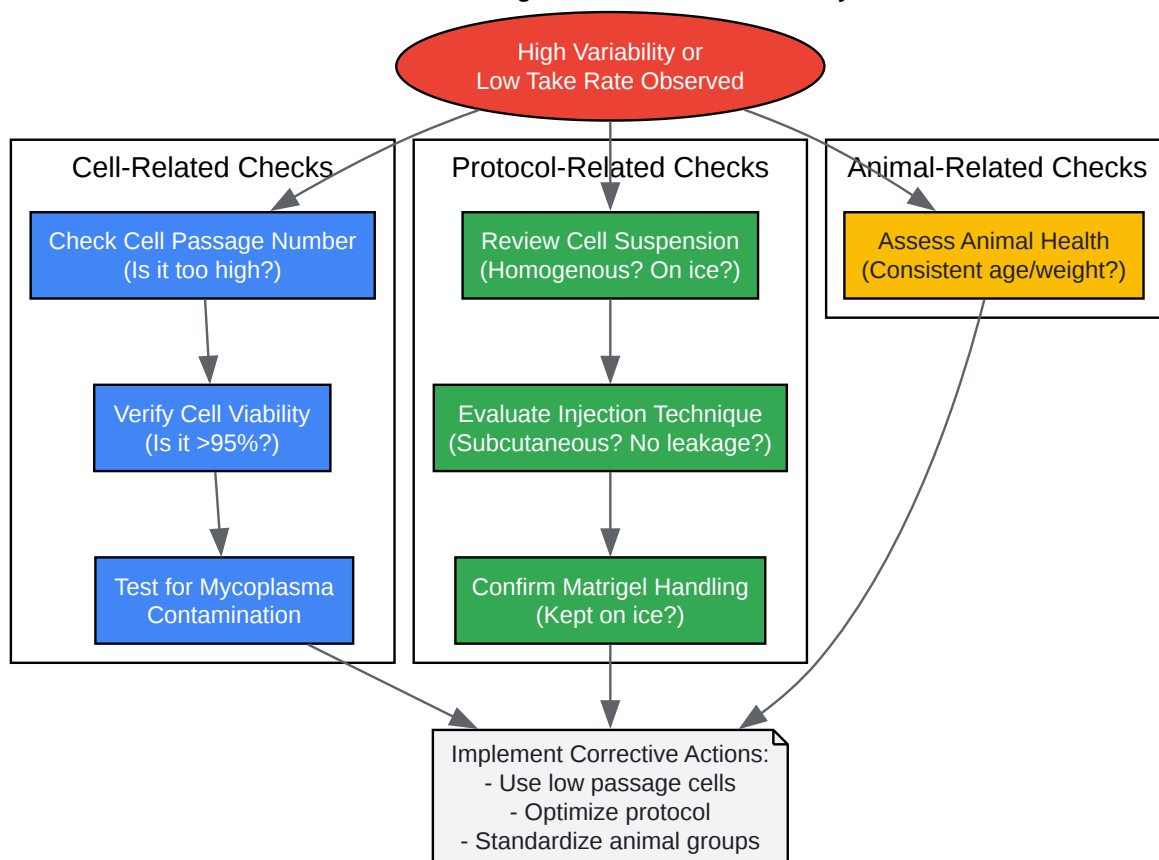 High Variability or
Low Take Rate Observed
Cell-Related Checks
Check Cell Passage Number
(Is it too high?)
Verify Cell Viability
(Is it >95%?)
Test for Mycoplasma
Contamination
Protocol-Related Checks
Review Cell Suspension
(Homogenous? On ice?)
Evaluate Injection Technique
(Subcutaneous? No leakage?)
Confirm Matrigel Handling
(Kept on ice?)
Animal-Related Checks
Assess Animal Health
(Consistent age/weight?)
Implement Corrective Actions:
- Use low passage cells
- Optimize protocol
- Standardize animal groups